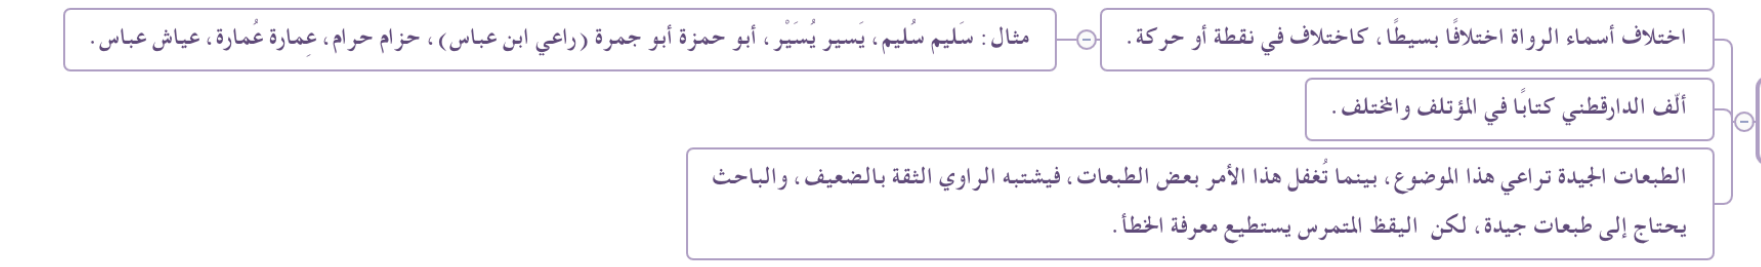 اختلاف أسماء الرواة اختلافًا بسيطًا، كاختلاف في نقطة أو حركة.
مثال: سَليم سُليم، يَسير يُسَيْر، أبو حمزة أبو جمرة (راعي ابن عباس)، حزام حرام، عِمارة عُمارة، عياش عباس.
ألّف الدارقطني كتابًا في المؤتلف والمختلف.
الطبعات الجيدة تراعي هذا الموضوع، بينما تُغفل هذا الأمر بعض الطبعات، فيشتبه الراوي الثقة بالضعيف، والباحث
يحتاج إلى طبعات جيدة، لكن اليقظ المتمرس يستطيع معرفة الخطأ.